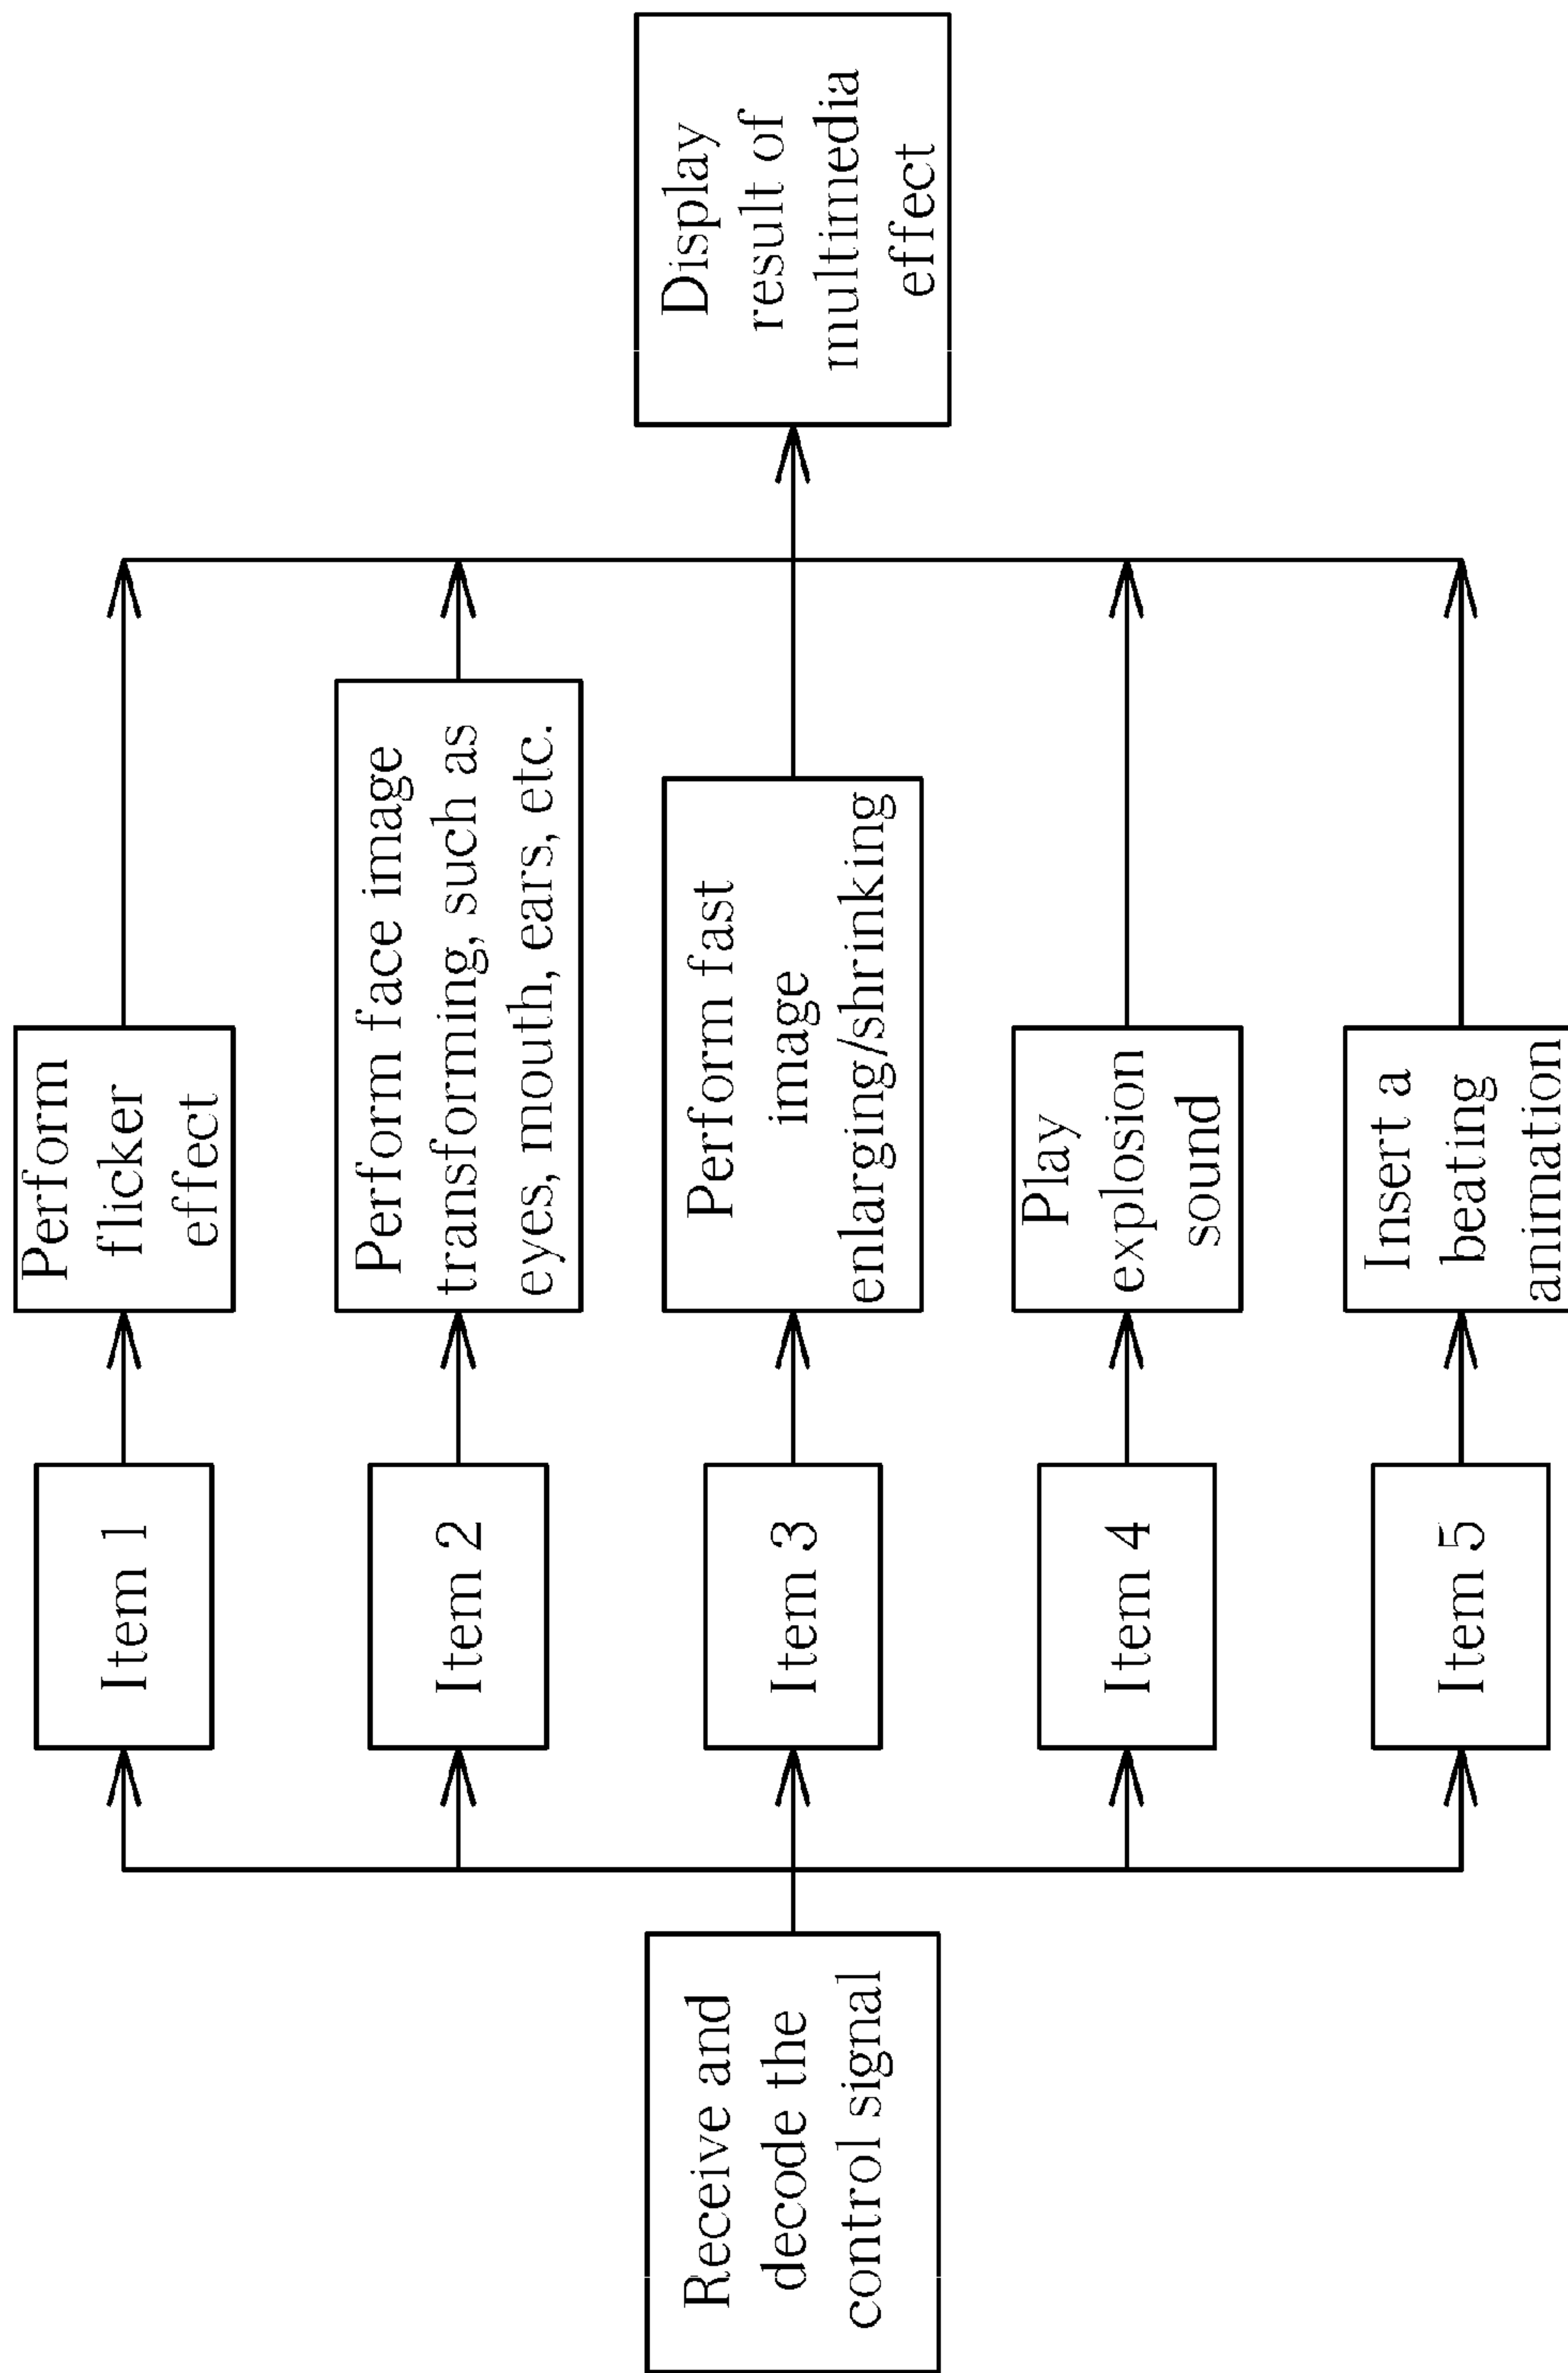 Receive and
decode the
control signal
Item 1
Item 2
Item 3
Item 4
Item 5
Perform
flicker
effect
Perform face image
transforming, such as
eyes, mouth, ears, etc.
Perform fast
image
enlarging/shrinking
Play
explosion
sound
Insert a
beating
animation
Display
result of
multimedia
effect